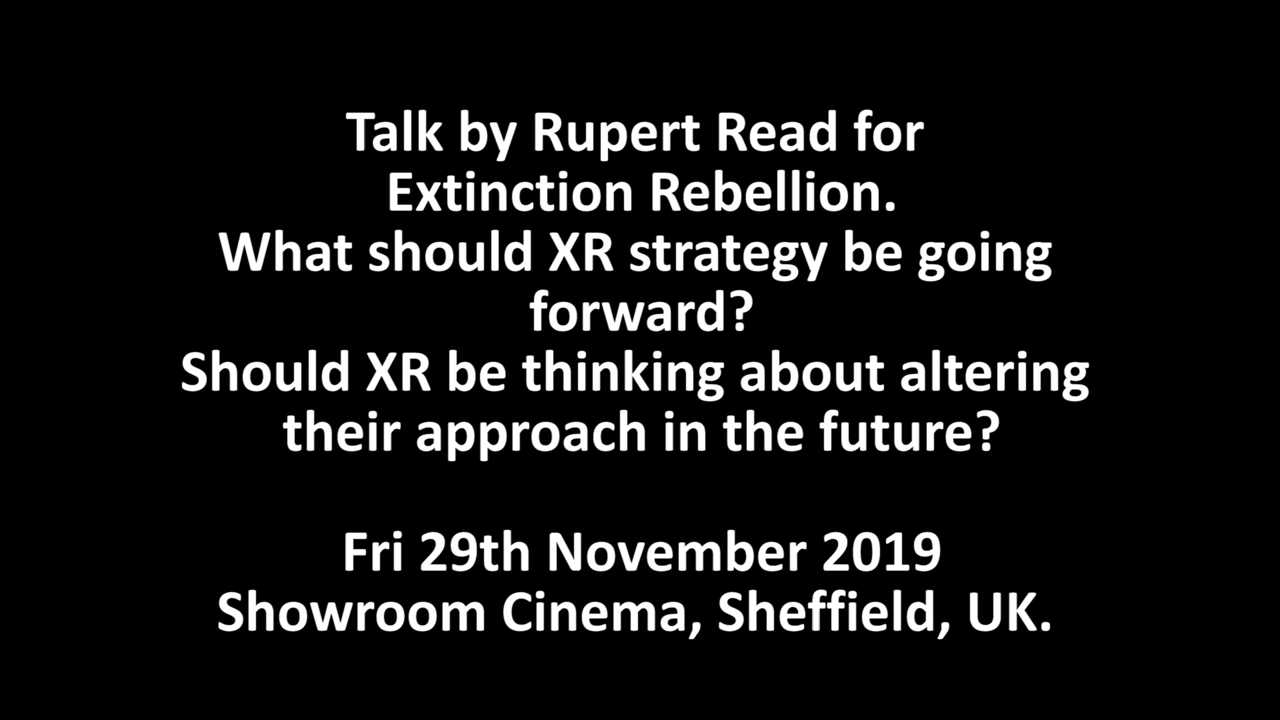 Talk by Rupert Read for
Extinction Rebellion.
What should XR strategy be going
forward?
Should XR be thinking about altering
their approach in the future?
Fri 29th November 2019
Showroom Cinema, Sheffield, UK.